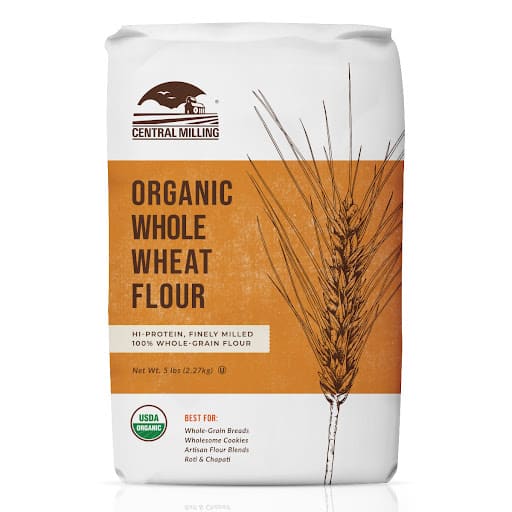 CENTRAL MILLING
®
ORGANIC
WHOLE
WHEAT
FLOUR
HI-PROTEIN, FINELY MILLED
100% WHOLE-GRAIN FLOUR
Net Wt. 5 lbs (2.27kg) Ⓤ
USDA
ORGANIC
BEST FOR:
Whole-Grain Breads
Wholesome Cookies
Artisan Flour Blends
Roti & Chapati